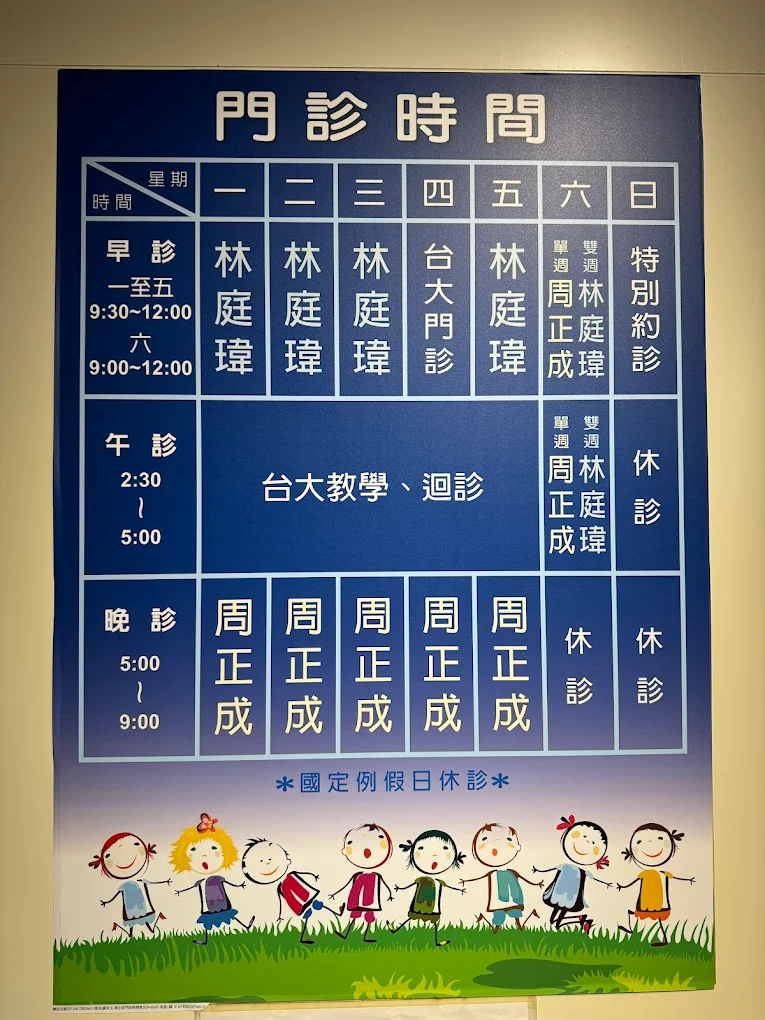 門診時間
星期
時間
一 二 三 四 五 六 日
早診
一至五
9:30~12:00
六
9:00~12:00
林庭瑋
林庭瑋
林庭瑋
台大門診
林庭瑋
單週 周正成
雙週 林庭瑋
特別約診
午診
2:30
~
5:00
台大教學、迴診
單週 周正成
雙週 林庭瑋
休診
晚診
5:00
~
9:00
周正成
周正成
周正成
周正成
周正成
休診
休診
*國定例假日休診*